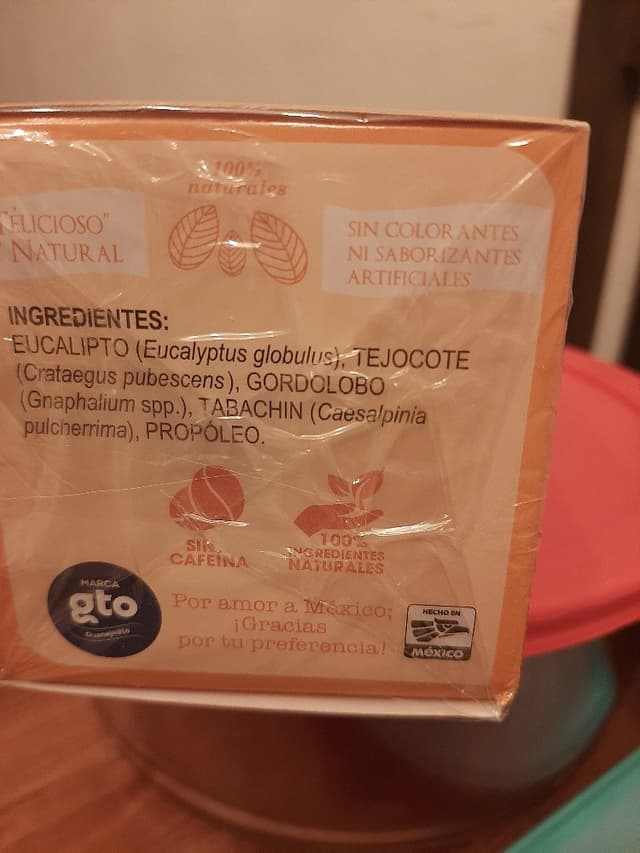 100%
naturales
TÉLICIOSO"
NATURAL
SIN COLORANTES
NI SABORIZANTES
ARTIFICIALES
INGREDIENTES:
EUCALIPTO (Eucalyptus globulus), TEJOCOTE
(Crataegus pubescens), GORDOLOBO
(Gnaphalium spp.), TABACHIN (Caesalpinia
pulcherrima), PROPÓLEO.
SIN
CAFEINA
100%
INGREDIENTES
NATURALES
MARCA
gto
Guanajuato
Por amor a México;
¡Gracias
por tu preferencia!
HECHO EN
MÉXICO